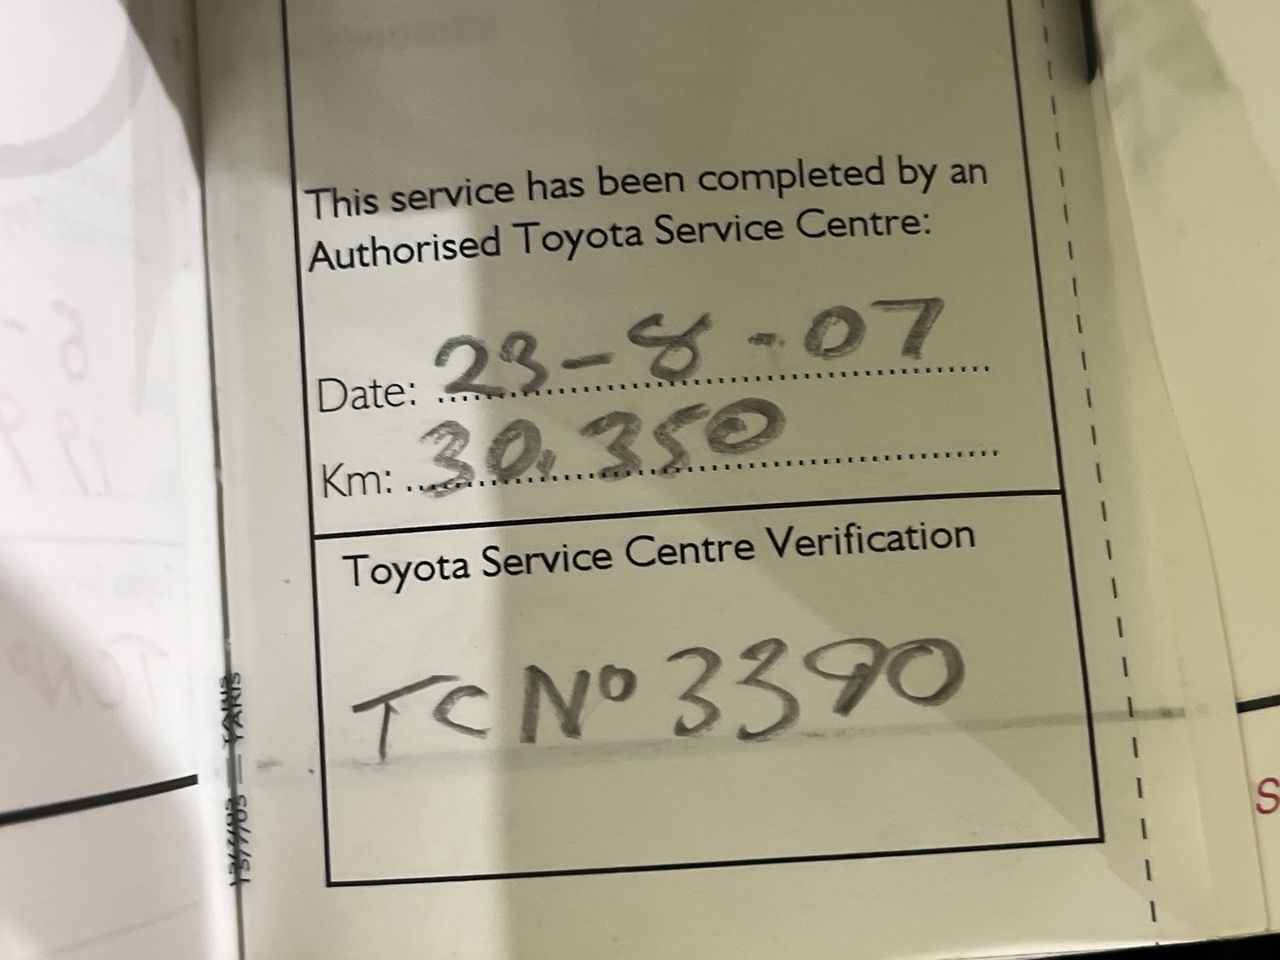 This service has been completed by an
Authorised Toyota Service Centre:
Date: 23-8-07
Km: 30,350
Toyota Service Centre Verification
TC Nº 3390
YARIS
S